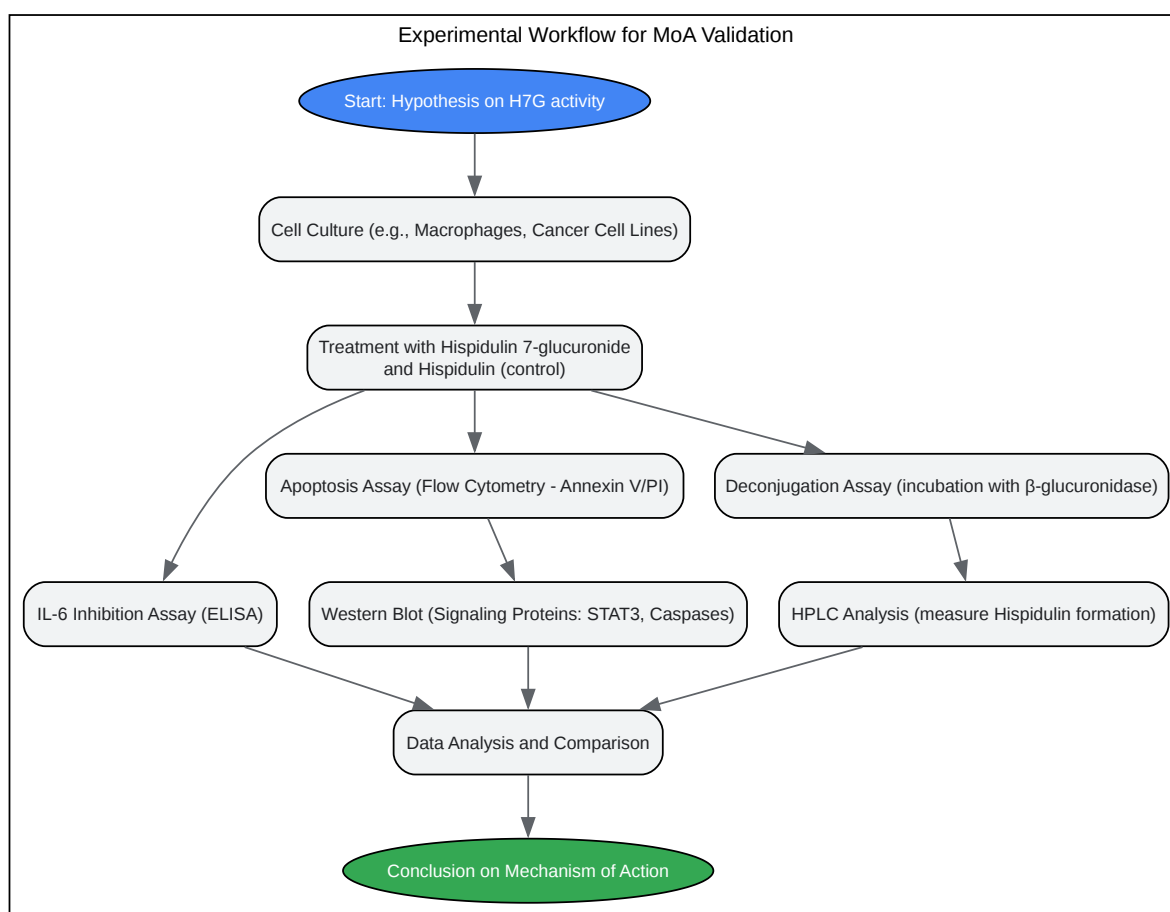 Experimental Workflow for MoA Validation
Start: Hypothesis on H7G activity
Cell Culture (e.g., Macrophages, Cancer Cell Lines)
Treatment with Hispidulin 7-glucuronide
and Hispidulin (control)
Apoptosis Assay (Flow Cytometry - Annexin V/PI)
Deconjugation Assay (incubation with β-glucuronidase)
IL-6 Inhibition Assay (ELISA)
Western Blot (Signaling Proteins: STAT3, Caspases)
HPLC Analysis (measure Hispidulin formation)
Data Analysis and Comparison
Conclusion on Mechanism of Action